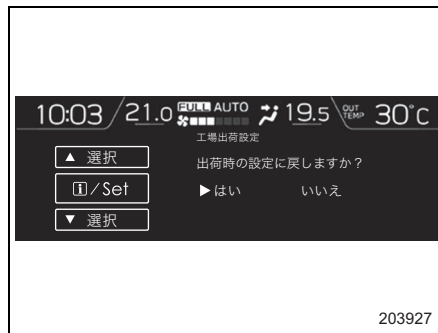 10:03 21.0 FULL AUTO 19.5 OUT TEMP 30°c
工場出荷設定
▲ 選択
出荷時の設定に戻しますか？
i/Set
▶はい いいえ
▼ 選択
203927